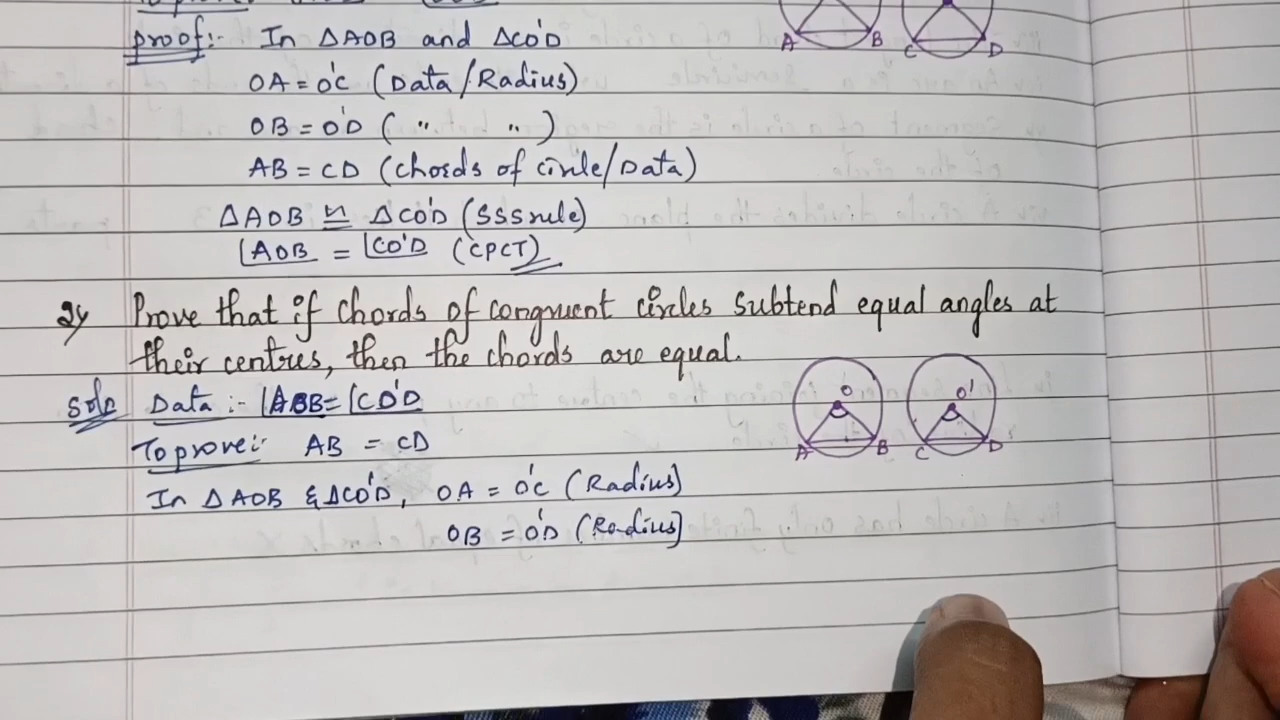 A B C D
proof:- In ΔAOB and ΔCO'D
OA = O'C (Data/Radius)
OB = O'D ( " " )
AB = CD (chords of circle/Data)
ΔAOB ≅ ΔCO'D (SSS rule)
∠AOB = ∠CO'D (CPCT)
2y Prove that if chords of congruent circles subtend equal angles at
their centres, then the chords are equal.
Soln Data :- ∠AOB = ∠CO'D
O O'
To prove:- AB = CD
A B C D
In ΔAOB & ΔCO'D, OA = O'C (Radius)
OB = O'D (Radius]